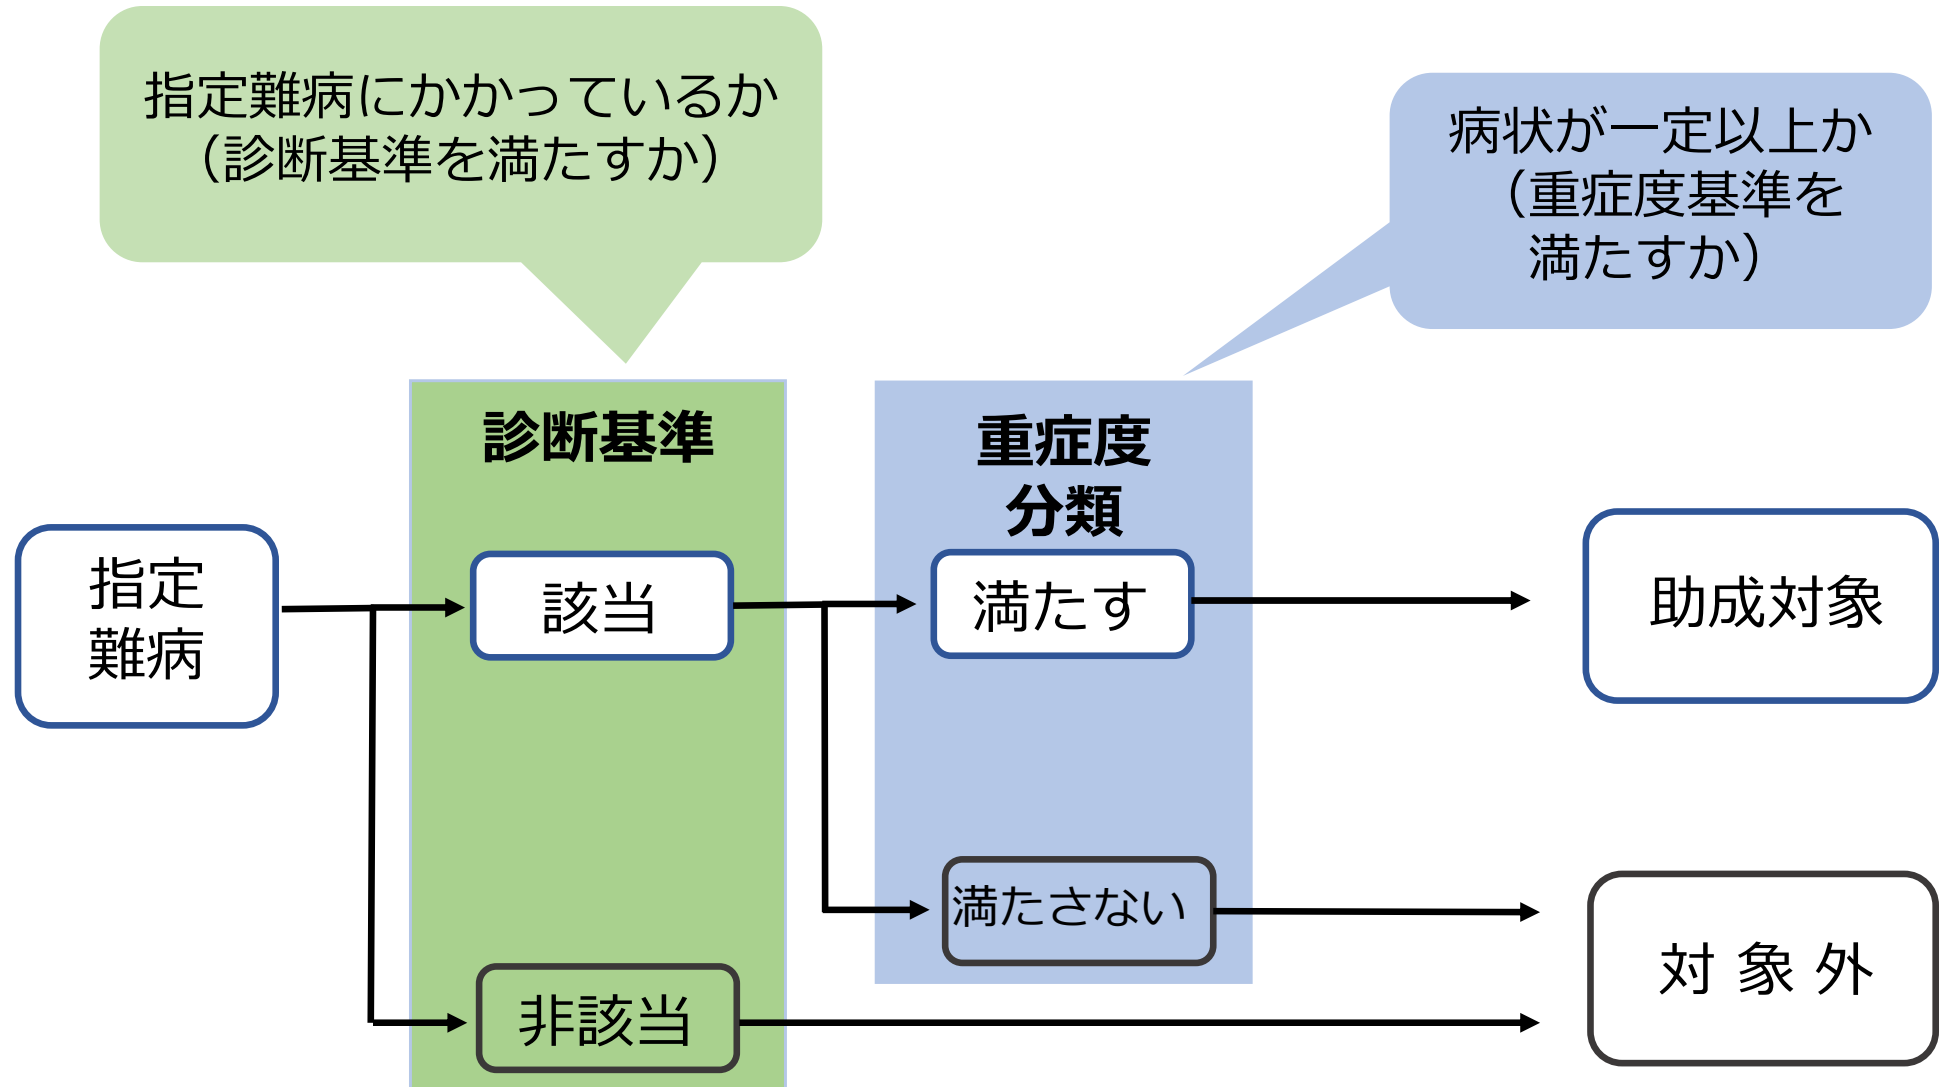 指定難病にかかっているか
（診断基準を満たすか）
病状が一定以上か
（重症度基準を
満たすか）
診断基準
重症度
分類
指定
難病
該当
満たす
助成対象
満たさない
対 象 外
非該当